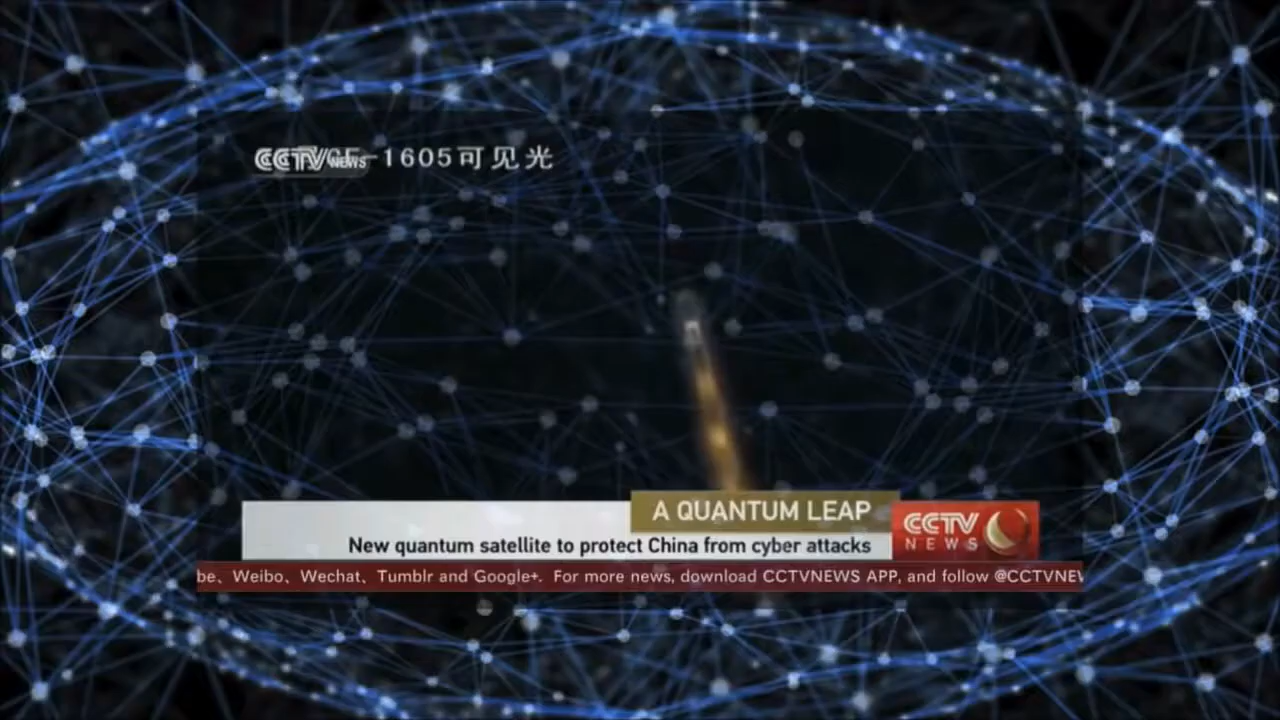 CCTV NEWS
-1605可见光
A QUANTUM LEAP
New quantum satellite to protect China from cyber attacks
CCTV NEWS
be、Weibo、Wechat、Tumblr and Google+. For more news, download CCTVNEWS APP, and follow @CCTVNEW